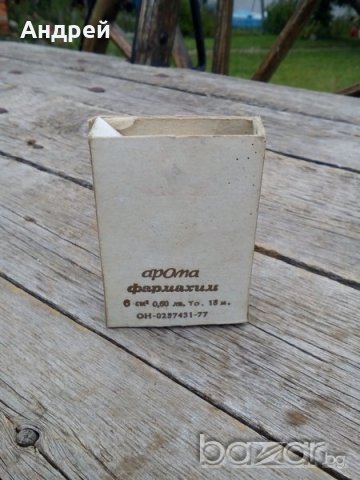 Андрей
арОма
фармахим
6 см³ 0,60 лв. то. 18 м.
ОН-0257431-77
bazar.bg